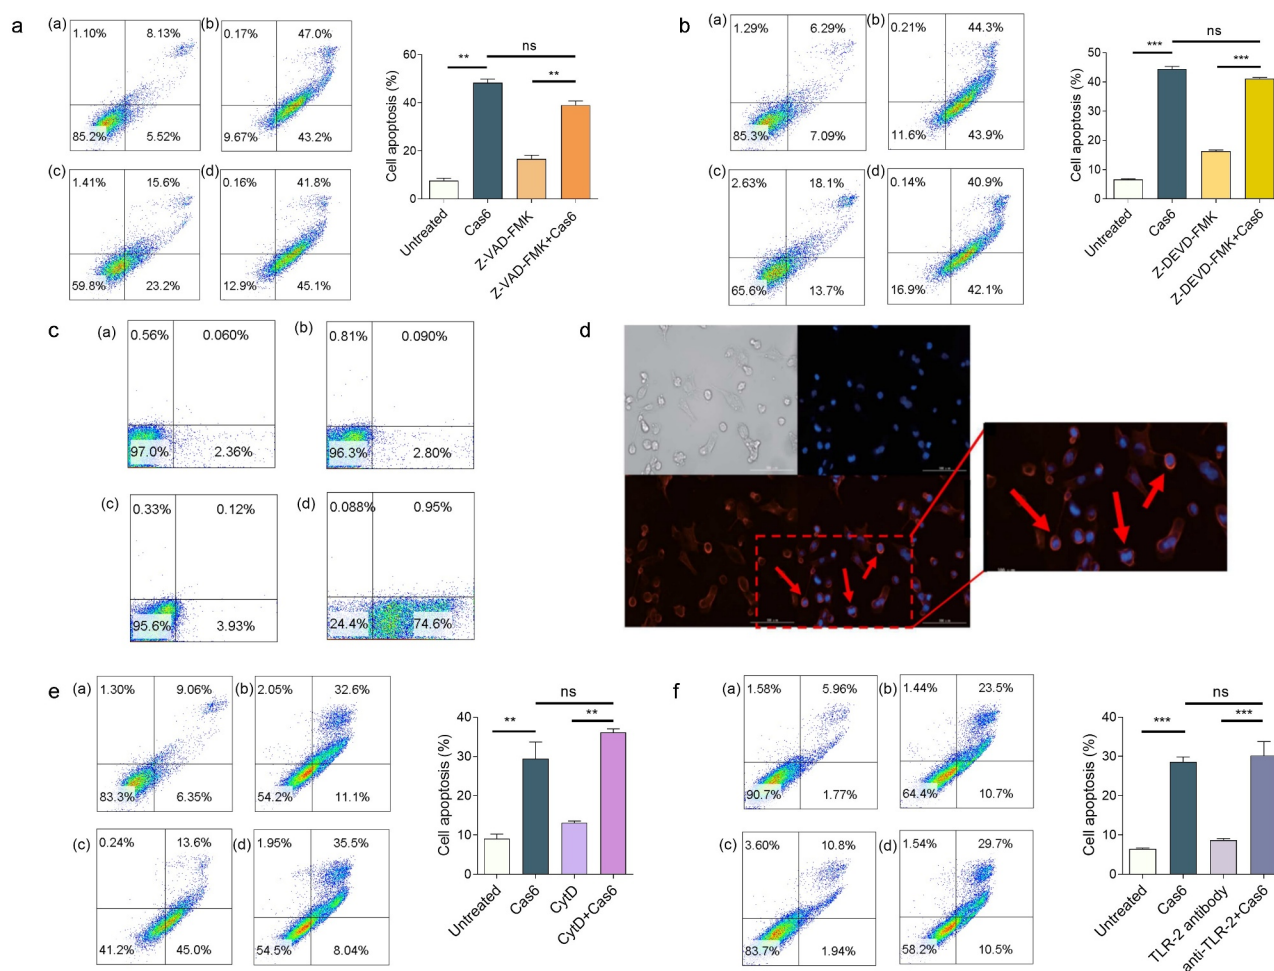 a
(a)
1.10%
8.13%
85.2%
5.52%
(b)
0.17%
47.0%
9.67%
43.2%
(c)
1.41%
15.6%
59.8%
23.2%
(d)
0.16%
41.8%
12.9%
45.1%
Cell apoptosis (%)
60
40
20
0
**
ns
**
Untreated
Cas6
Z-VAD-FMK
Z-VAD-FMK+Cas6
b
(a)
1.29%
6.29%
85.3%
7.09%
(b)
0.21%
44.3%
11.6%
43.9%
(c)
2.63%
18.1%
65.6%
13.7%
(d)
0.14%
40.9%
16.9%
42.1%
Cell apoptosis (%)
50
40
30
20
10
0
***
ns
***
Untreated
Cas6
Z-DEVD-FMK
Z-DEVD-FMK+Cas6
c
(a)
0.56%
0.060%
97.0%
2.36%
(b)
0.81%
0.090%
96.3%
2.80%
(c)
0.33%
0.12%
95.6%
3.93%
(d)
0.088%
0.95%
24.4%
74.6%
d
e
(a)
1.30%
9.06%
83.3%
6.35%
(b)
2.05%
32.6%
54.2%
11.1%
(c)
0.24%
13.6%
41.2%
45.0%
(d)
1.95%
35.5%
54.5%
8.04%
Cell apoptosis (%)
40
30
20
10
0
**
ns
**
Untreated
Cas6
CytD
CytD+Cas6
f
(a)
1.58%
5.96%
90.7%
1.77%
(b)
1.44%
23.5%
64.4%
10.7%
(c)
3.60%
10.8%
83.7%
1.94%
(d)
1.54%
29.7%
58.2%
10.5%
Cell apoptosis (%)
40
30
20
10
0
***
ns
***
Untreated
Cas6
TLR-2 antibody
anti-TLR-2+Cas6